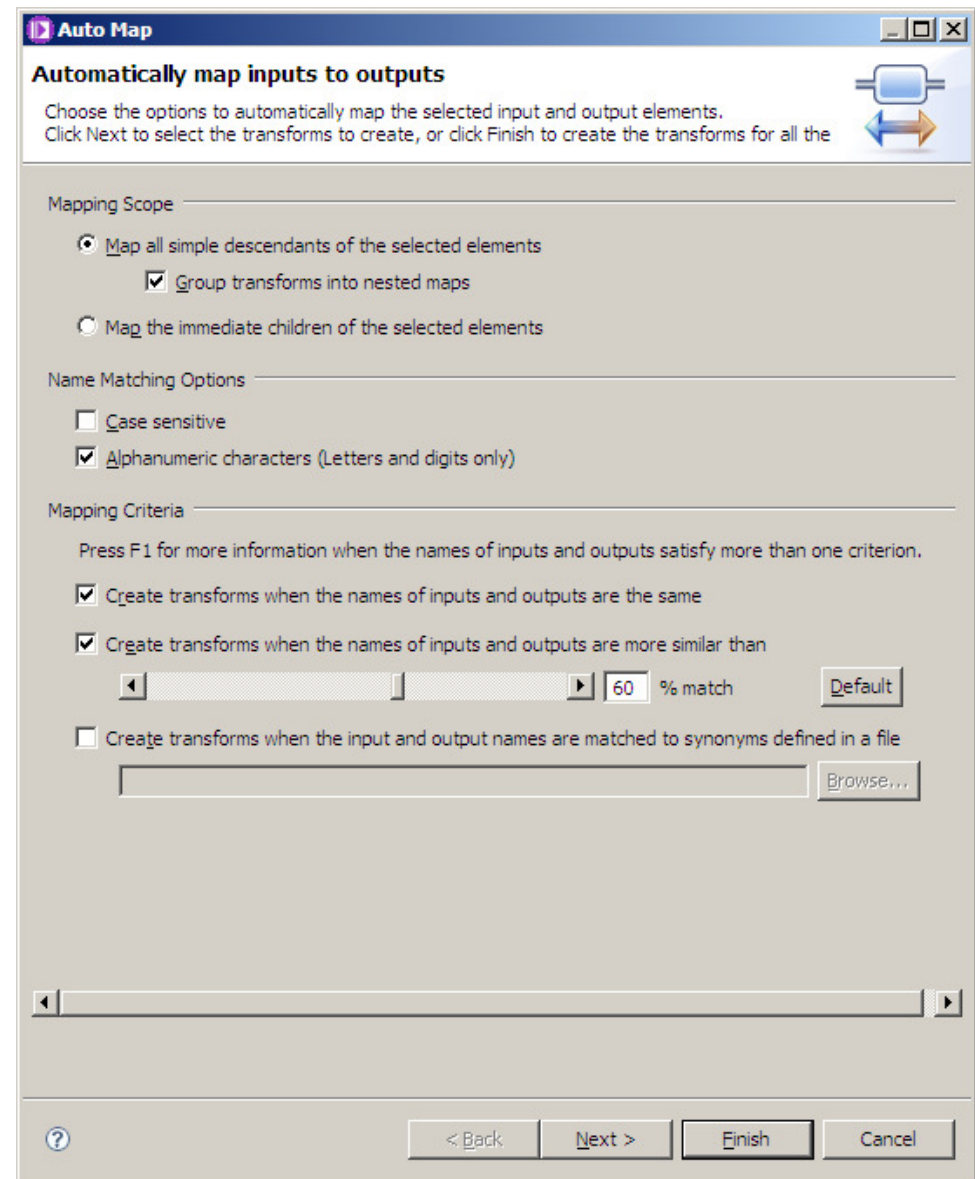 Auto Map
Automatically map inputs to outputs
Choose the options to automatically map the selected input and output elements.
Click Next to select the transforms to create, or click Finish to create the transforms for all the
Mapping Scope
Map all simple descendants of the selected elements
Group transforms into nested maps
Map the immediate children of the selected elements
Name Matching Options
Case sensitive
Alphanumeric characters (Letters and digits only)
Mapping Criteria
Press F1 for more information when the names of inputs and outputs satisfy more than one criterion.
Create transforms when the names of inputs and outputs are the same
Create transforms when the names of inputs and outputs are more similar than
60 % match Default
Create transforms when the input and output names are matched to synonyms defined in a file
Browse...
? < Back Next > Finish Cancel